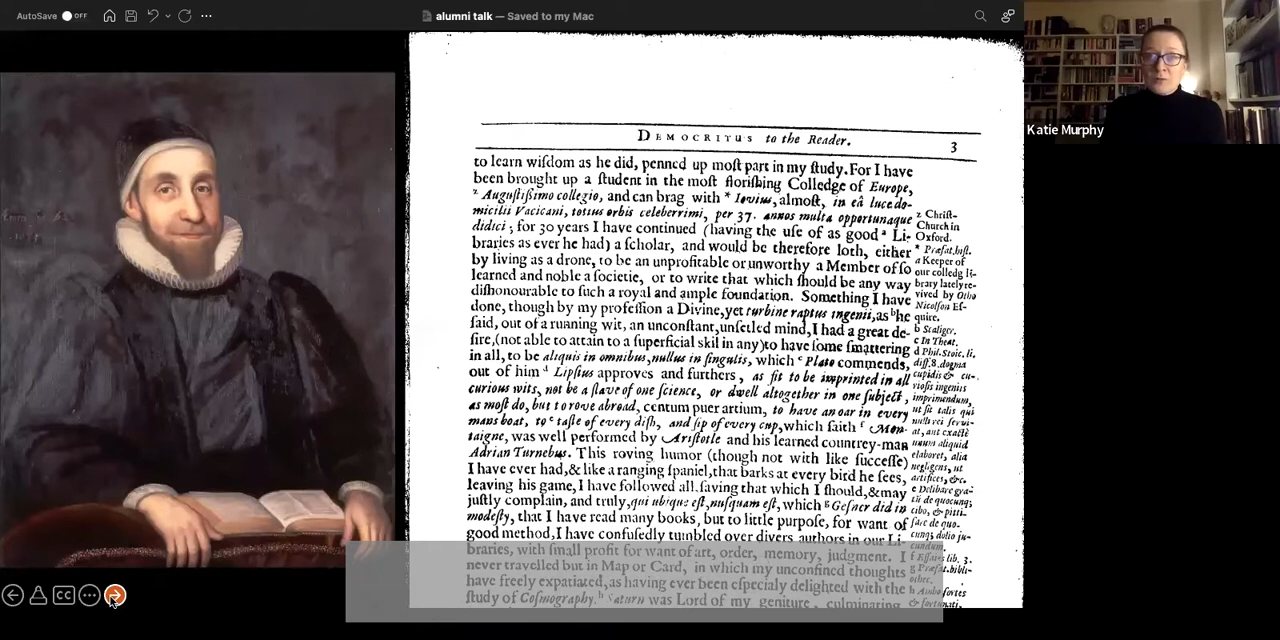 AutoSave OFF
alumni talk — Saved to my Mac
Katie Murphy
DEMOCRITUS to the Reader.
3
to learn wiſdom as he did, penned up moſt part in my ſtudy. For I have
been brought up a ſtudent in the moſt floriſhing Colledge of Europe,
z Auguſtiſsimo collegio, and can brag with * Iovius, almoſt, in eâ luce do-
micilii Vacicani, totius orbis celeberrimi, per 37. annos multa opportunaque
didici; for 30 years I have continued (having the uſe of as good a Li-
braries as ever he had) a ſcholar, and would be therefore loth, either
by living as a drone, to be an unprofitable or unworthy a Member of ſo
learned and noble a ſocietie, or to write that which ſhould be any way
diſhonourable to ſuch a royal and ample foundation. Something I have
done, though by my profeſſion a Divine, yet turbine raptus ingenii, as b he
ſaid, out of a running wit, an unconſtant, unſetled mind, I had a great de-
ſire, (not able to attain to a ſuperficial skil in any) to have ſome ſmattering
in all, to be aliquis in omnibus, nullus in ſingulis, which c Plato commends,
out of him d Lipſius approves and furthers, as fit to be imprinted in all
curious wits, not be a ſlave of one ſcience, or dwell altogether in one ſubject,
as moſt do, but to rove abroad, centum puer artium, to have an oar in every
mans boat, to e taſte of every diſh, and ſip of every cup, which ſaith f Mon-
taigne, was well performed by Ariſtotle and his learned countrey-man
Adrian Turnebus. This roving humor (though not with like ſucceſſe)
I have ever had, & like a ranging ſpaniel, that barks at every bird he ſees,
leaving his game, I have followed all, ſaving that which I ſhould, & may
juſtly complain, and truly, qui ubique eſt, nuſquam eſt, which g Geſner did in
modeſty, that I have read many books, but to little purpoſe, for want of
good method, I have confuſedly tumbled over divers authors in our Li-
braries, with ſmall profit for want of art, order, memory, judgment. I
never travelled but in Map or Card, in which my unconfined thoughts
have freely expatiated, as having ever been eſpecialy delighted with the
ſtudy of Coſmography. h Saturn was Lord of my geniture, culminating
z Chriſt-
Church in
Oxford.
* Præfat. hiſt.
a Keeper of
our colledg li-
brary lately re-
vived by Otho
Nicolſon Eſ-
quire.
b Scaliger.
c In Theat.
d Phil. Stoic. li.
diff. 8. dogma
cupidis & cu-
rioſis ingeniis
imprimendum,
ut ſit talis qui
nulli rei ſervi-
at, aut exactè
unum aliquid
elaboret, alia
negligens, ut
artifices, &c.
e Delibare gra-
tū de quocunq;
cibo, & pitiſ-
ſare de quo-
cunq; dolio ju-
cundum.
f Eſſaies lib. 3.
g Præfat. bibli-
othec.
h Ambo fortes
& fortunati,
CC